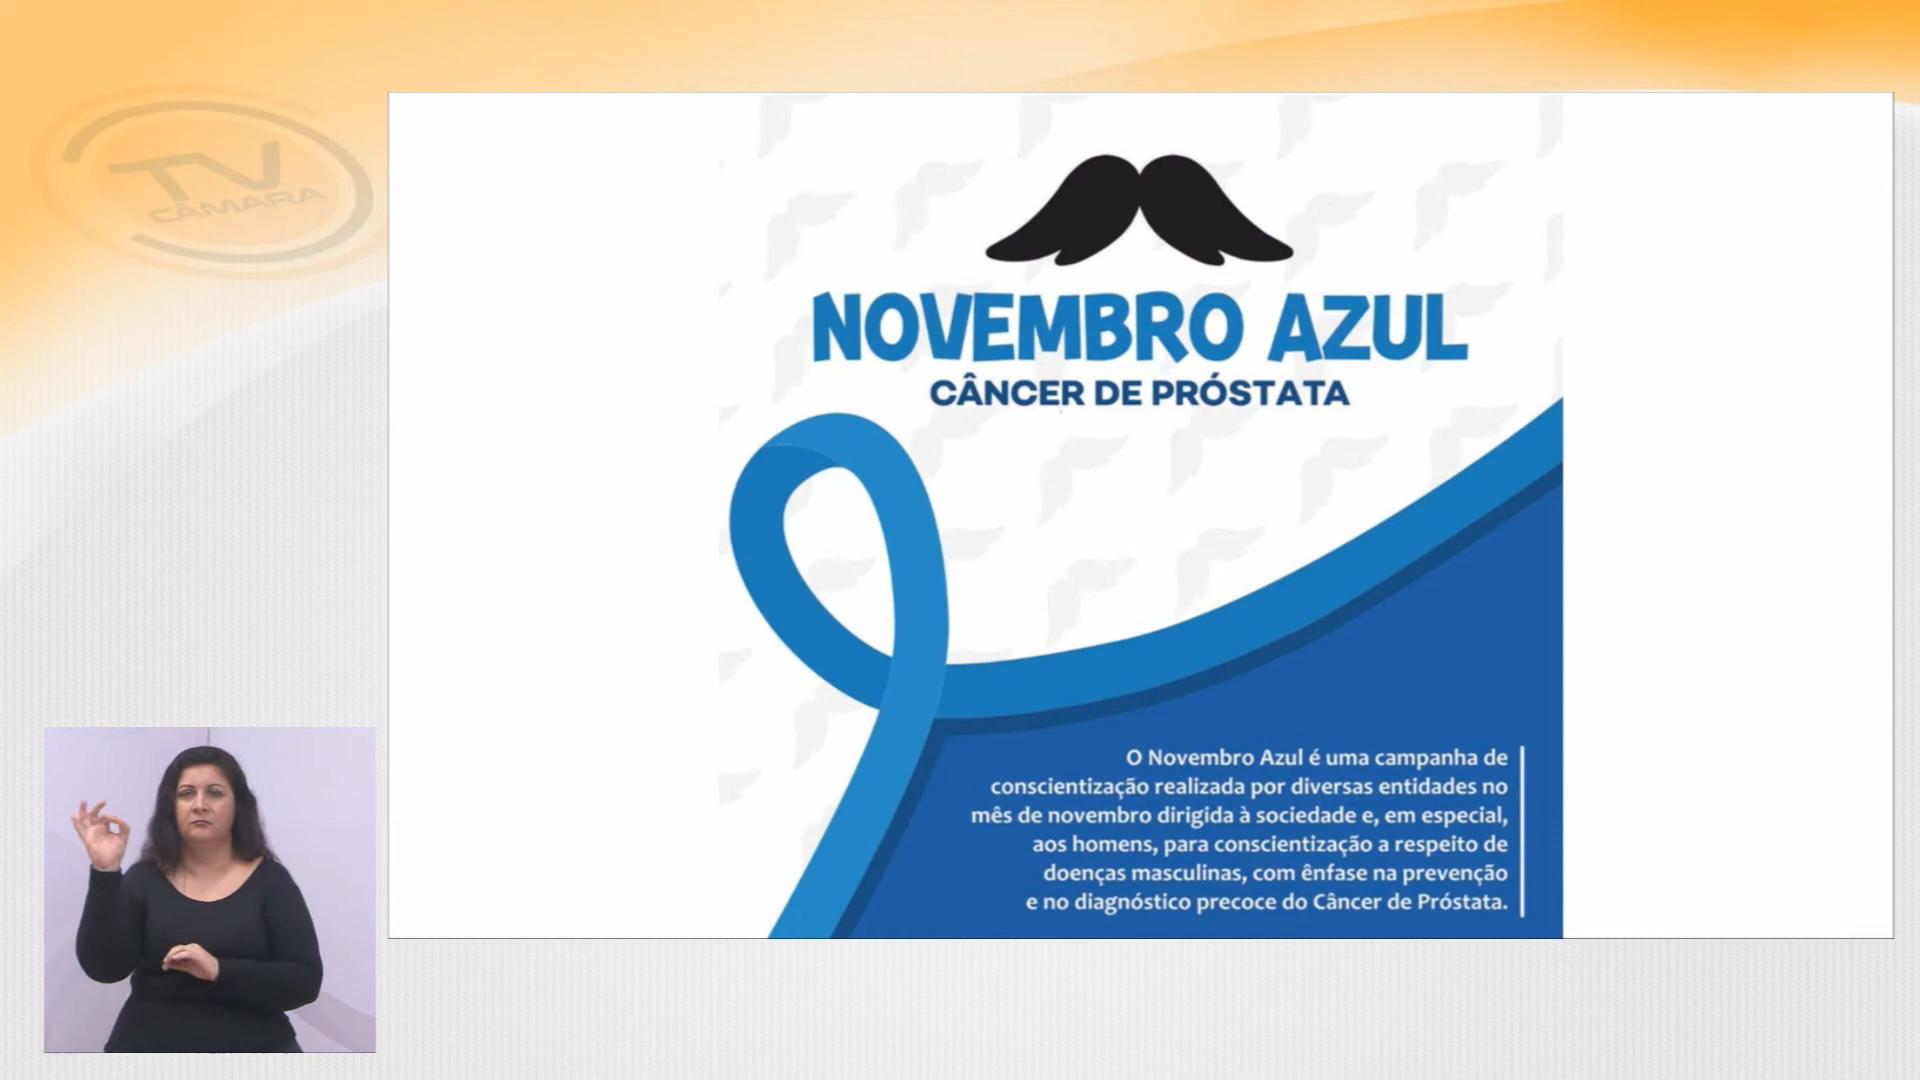 TV
CÂMARA
NOVEMBRO AZUL
CÂNCER DE PRÓSTATA
O Novembro Azul é uma campanha de
conscientização realizada por diversas entidades no
mês de novembro dirigida à sociedade e, em especial,
aos homens, para conscientização a respeito de
doenças masculinas, com ênfase na prevenção
e no diagnóstico precoce do Câncer de Próstata.